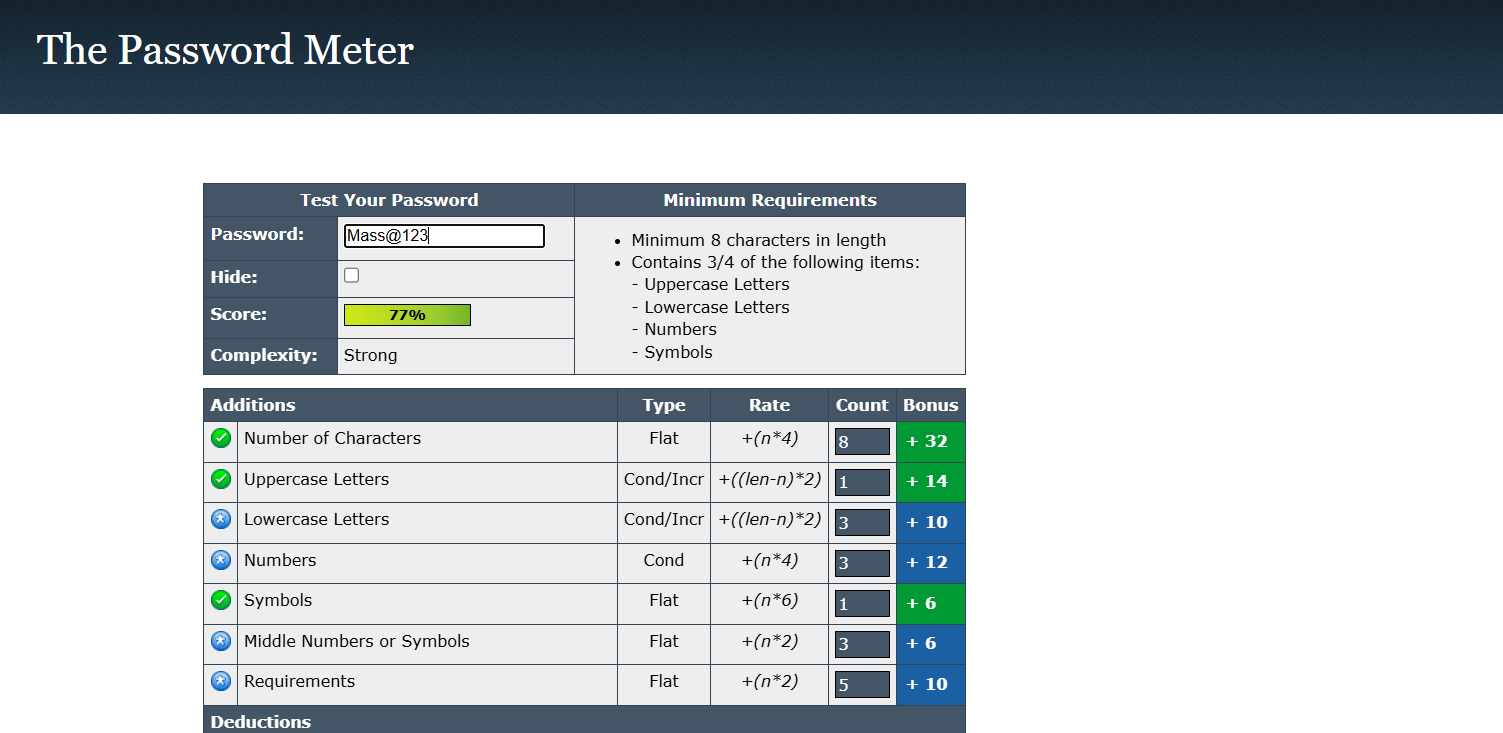 The Password Meter
Test Your Password Minimum Requirements
Password: Mass@123
Hide:
Score: 77%
Complexity: Strong
• Minimum 8 characters in length
• Contains 3/4 of the following items:
- Uppercase Letters
- Lowercase Letters
- Numbers
- Symbols
Additions Type Rate Count Bonus
Number of Characters Flat +(n*4) 8 + 32
Uppercase Letters Cond/Incr +((len-n)*2) 1 + 14
Lowercase Letters Cond/Incr +((len-n)*2) 3 + 10
Numbers Cond +(n*4) 3 + 12
Symbols Flat +(n*6) 1 + 6
Middle Numbers or Symbols Flat +(n*2) 3 + 6
Requirements Flat +(n*2) 5 + 10
Deductions